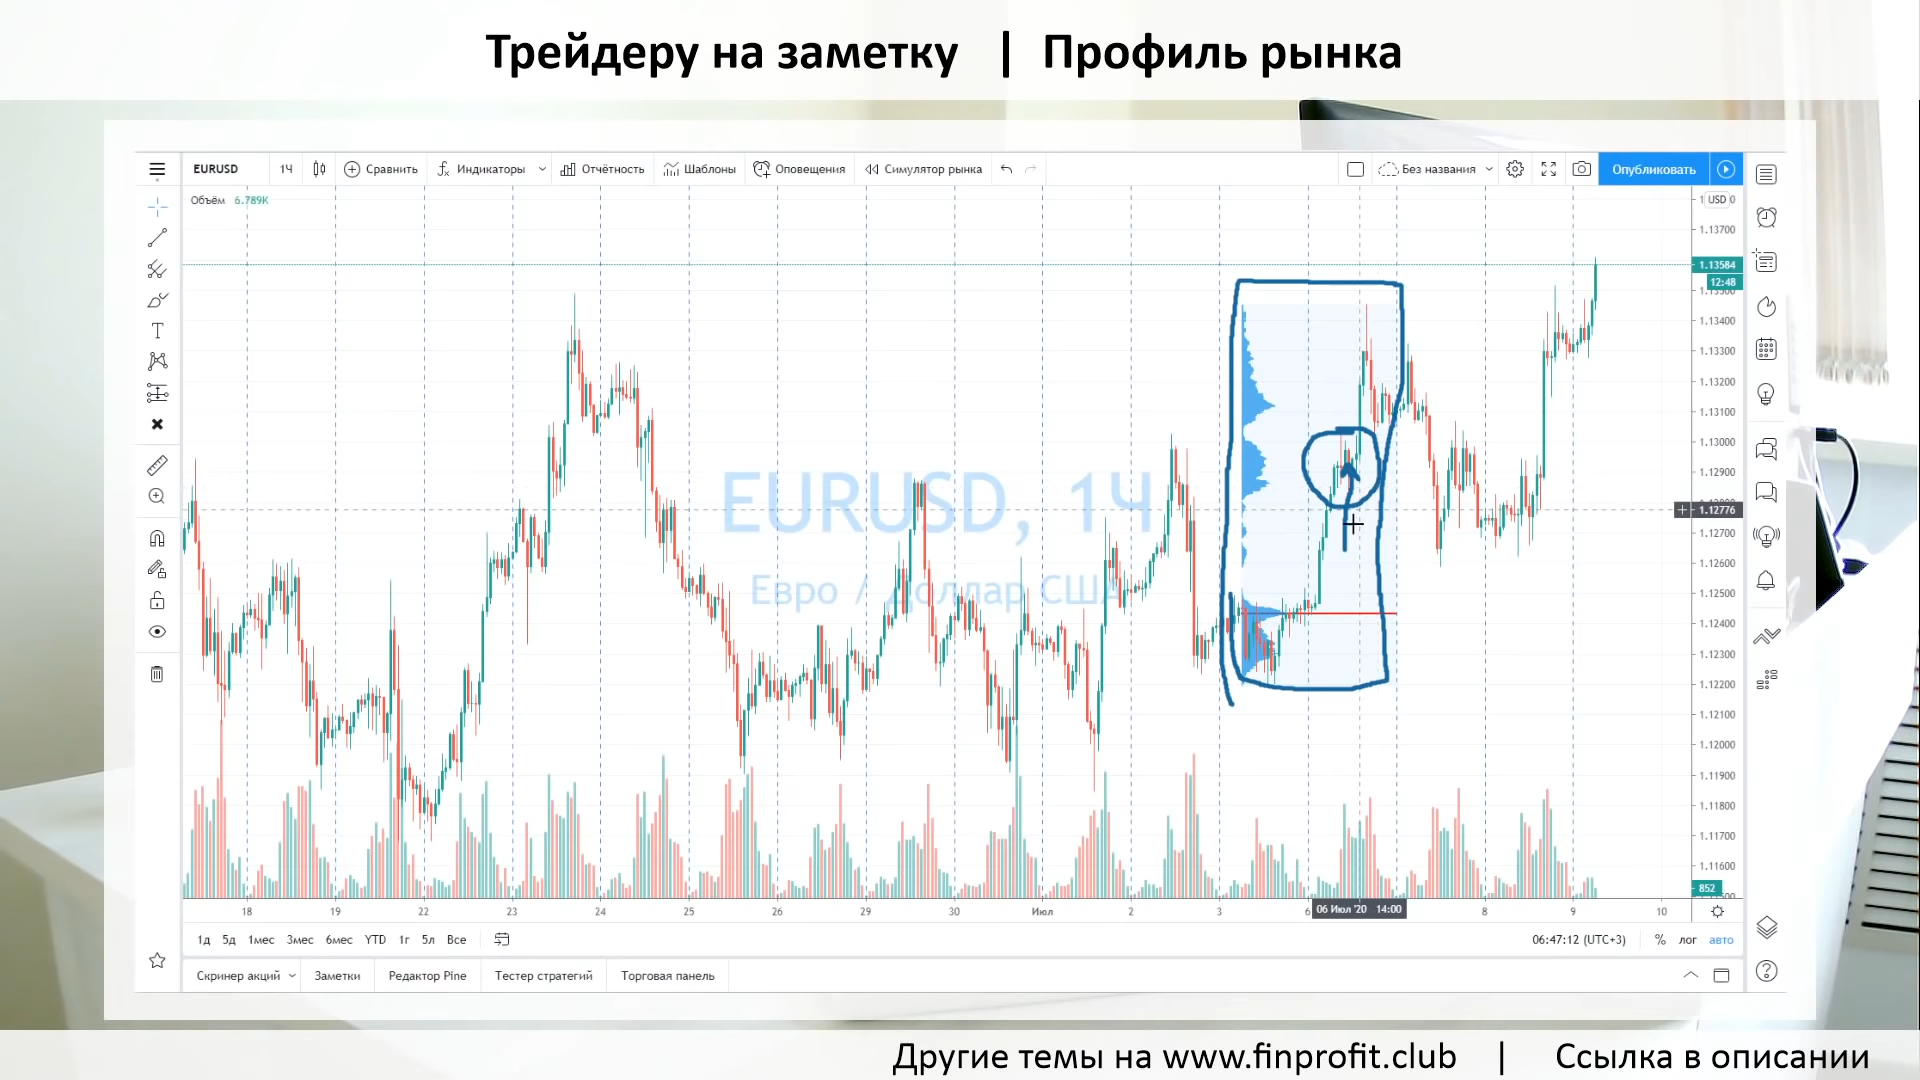 Трейдеру на заметку | Профиль рынка
EURUSD 1Ч Сравнить Индикаторы Отчётность Шаблоны Оповещения Симулятор рынка Без названия Опубликовать
Объём 6.789K
USD
1.13700
1.13584
12:48
1.13400
1.13300
1.13200
1.13100
1.13000
1.12900
1.12776
1.12700
1.12600
1.12500
1.12400
1.12300
1.12200
1.12100
1.12000
1.11900
1.11800
1.11700
1.11600
852
EURUSD, 1Ч
Евро / Доллар США
18 19 22 23 24 25 26 29 30 Июл 2 3 6 06 Июл '20 14:00 8 9 10
1д 5д 1мес 3мес 6мес YTD 1г 5л Все 06:47:12 (UTC+3) % лог авто
Скринер акций Заметки Редактор Pine Тестер стратегий Торговая панель
Другие темы на www.finprofit.club | Ссылка в описании